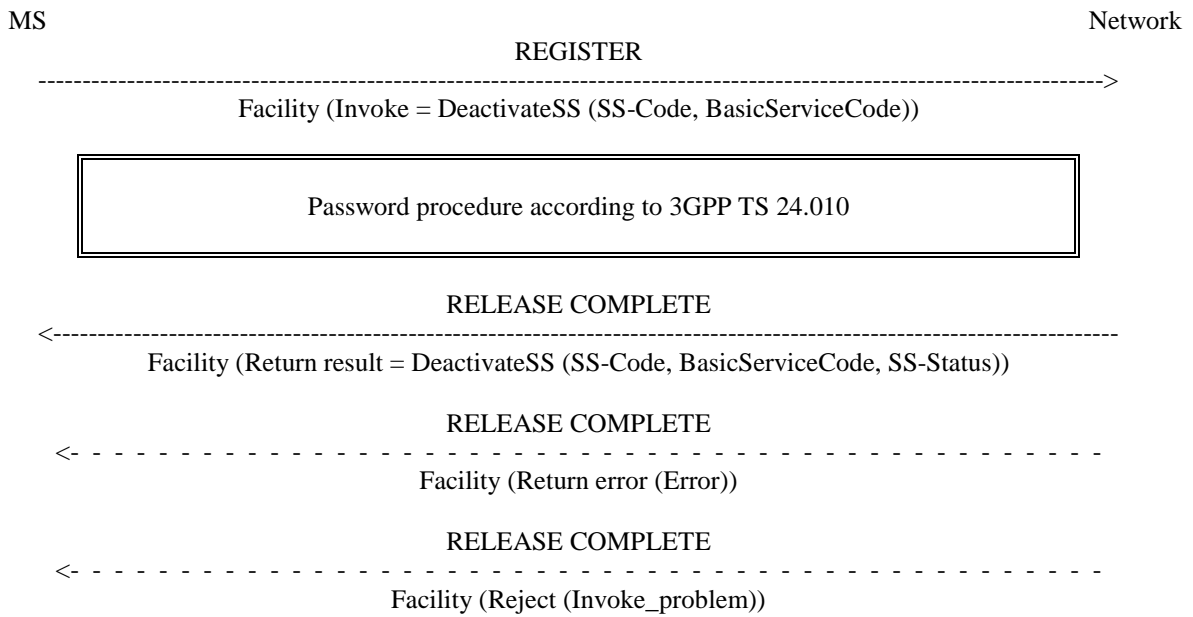 MS Network
REGISTER
Facility (Invoke = DeactivateSS (SS-Code, BasicServiceCode))
Password procedure according to 3GPP TS 24.010
RELEASE COMPLETE
Facility (Return result = DeactivateSS (SS-Code, BasicServiceCode, SS-Status))
RELEASE COMPLETE
Facility (Return error (Error))
RELEASE COMPLETE
Facility (Reject (Invoke_problem))